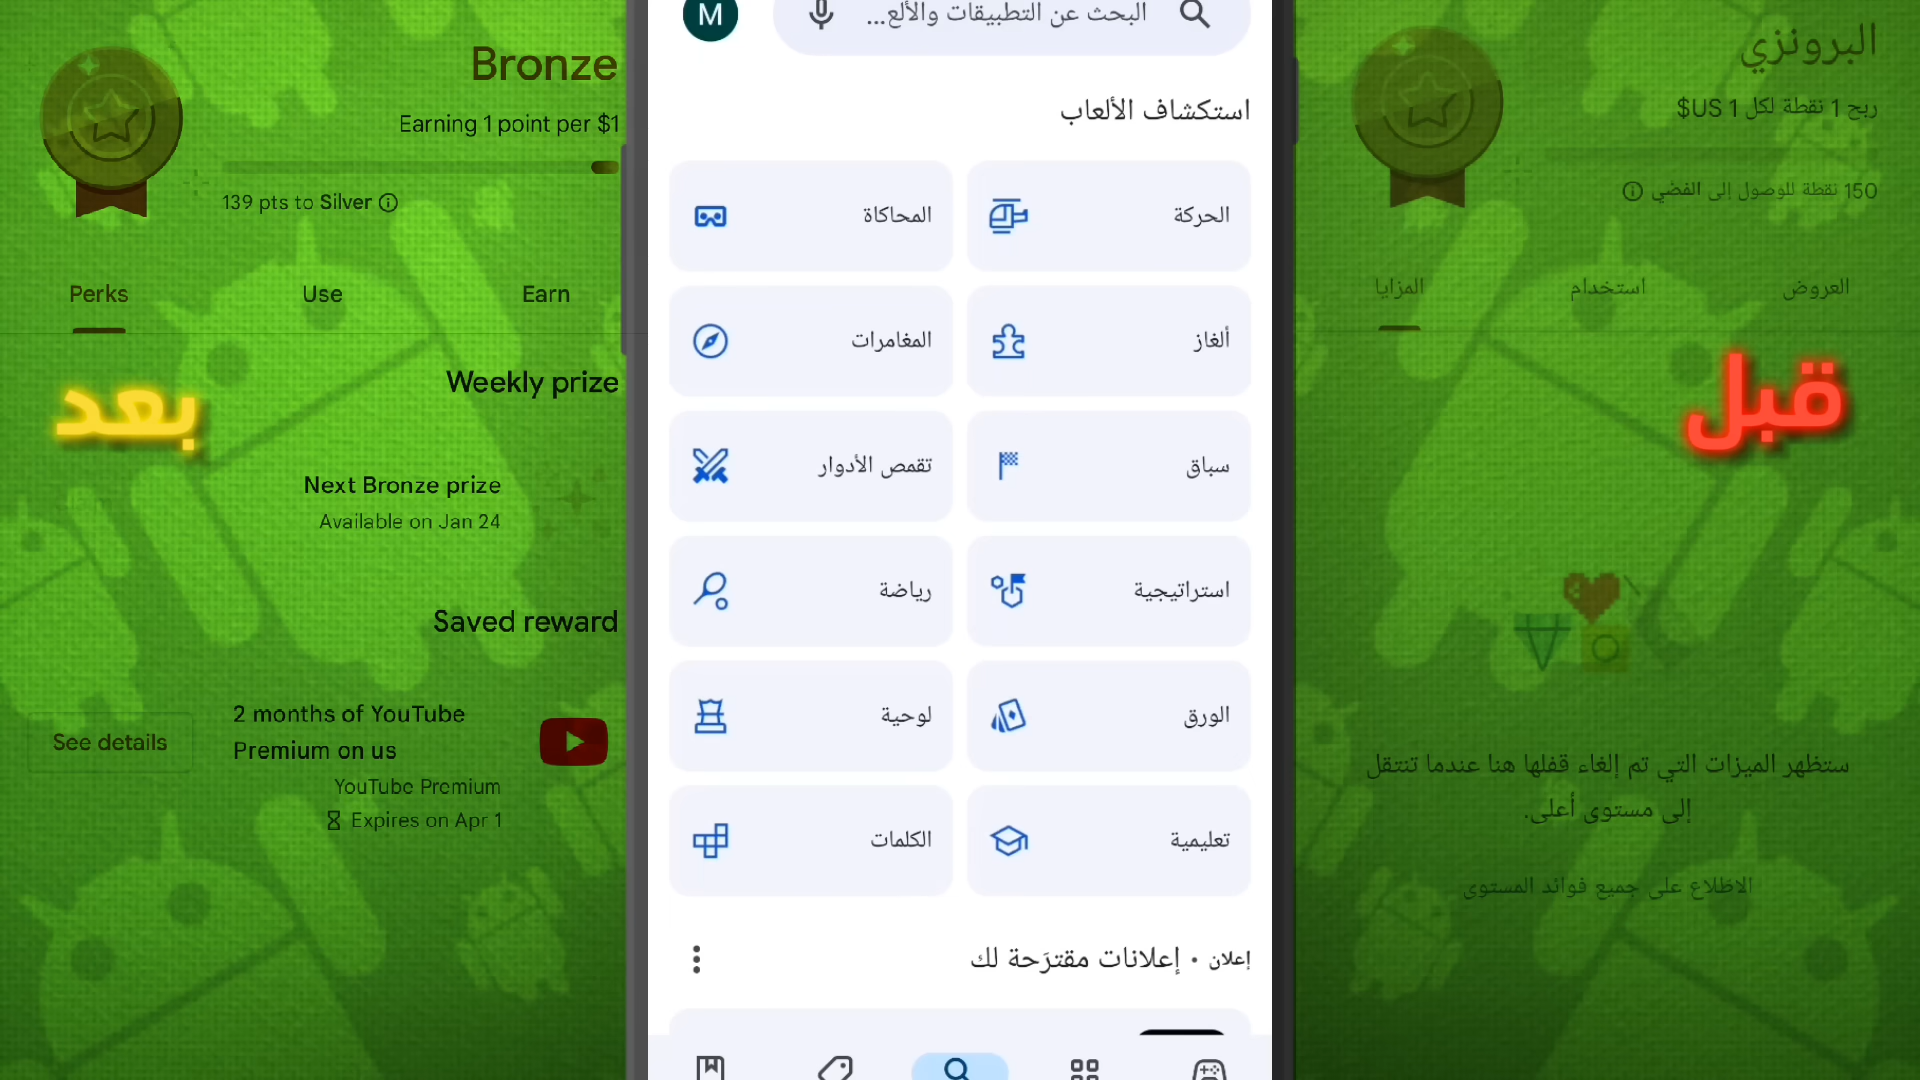 Bronze
Earning 1 point per $1
139 pts to Silver
Perks
Use
Earn
Weekly prize
بعد
Next Bronze prize
Available on Jan 24
Saved reward
2 months of YouTube
Premium on us
See details
YouTube Premium
Expires on Apr 1
M
البحث عن التطبيقات والألع...
استكشاف الألعاب
الحركة
المحاكاة
ألغاز
المغامرات
سباق
تقمص الأدوار
استراتيجية
رياضة
الورق
لوحية
تعليمية
الكلمات
إعلان • إعلانات مقترَحة لك
البرونزي
ربح 1 نقطة لكل 1 US$
150 نقطة للوصول إلى الفضي
العروض
استخدام
المزايا
قبل
ستظهر الميزات التي تم إلغاء قفلها هنا عندما تنتقل
إلى مستوى أعلى.
الاطّلاع على جميع فوائد المستوى